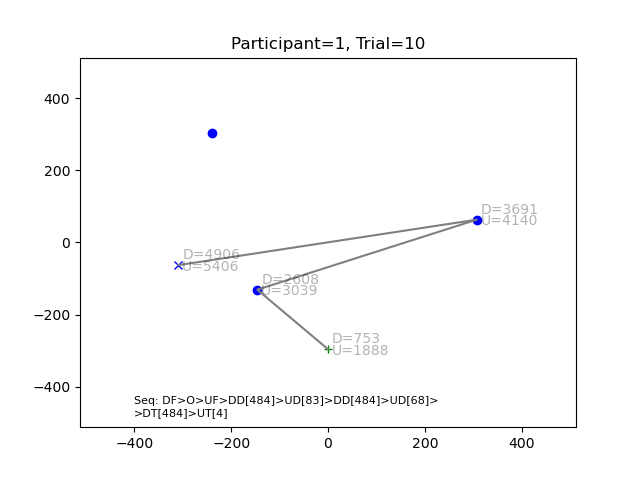 Participant=1, Trial=10
400
200
0
−200
−400
D=3691
U=4140
D=4906
U=5406
D=2608
U=3039
D=753
U=1888
Seq: DF>O>UF>DD[484]>UD[83]>DD[484]>UD[68]>
>DT[484]>UT[4]
−400 −200 0 200 400